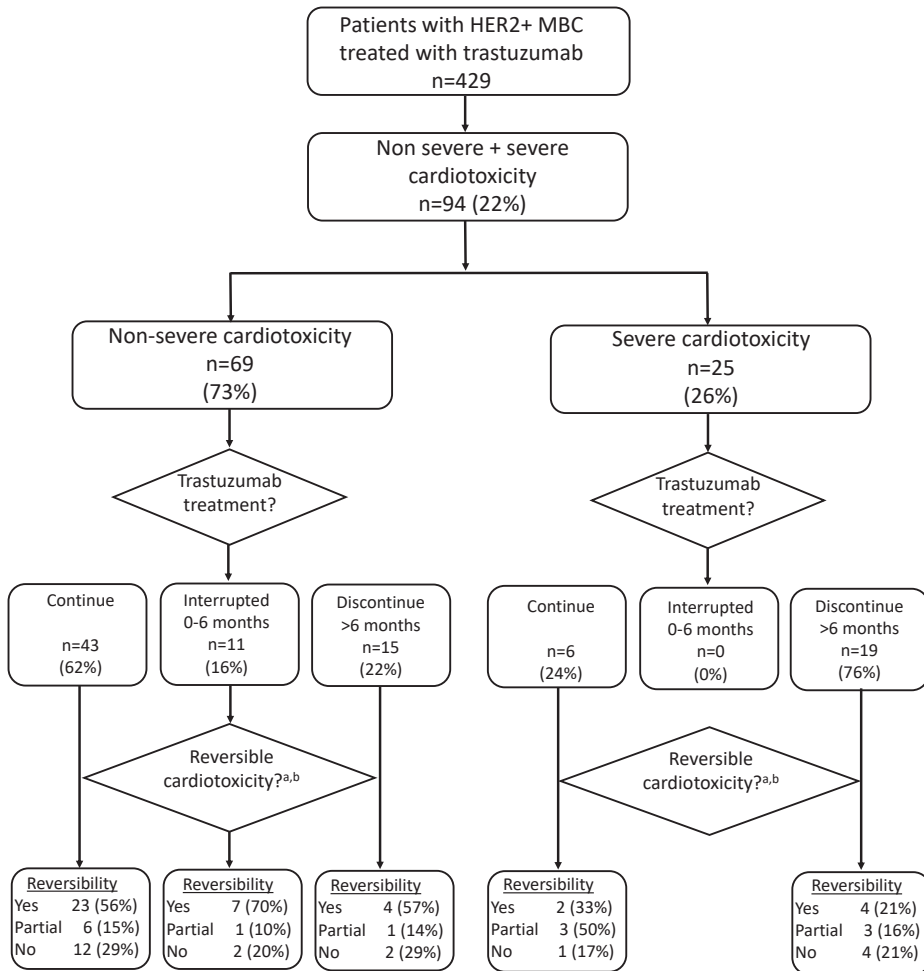 Patients with HER2+ MBC
treated with trastuzumab
n=429
Non severe + severe
cardiotoxicity
n=94 (22%)
Non-severe cardiotoxicity
n=69
(73%)
Severe cardiotoxicity
n=25
(26%)
Trastuzumab
treatment?
Trastuzumab
treatment?
Continue
n=43
(62%)
Interrupted
0-6 months
n=11
(16%)
Discontinue
>6 months
n=15
(22%)
Continue
n=6
(24%)
Interrupted
0-6 months
n=0
(0%)
Discontinue
>6 months
n=19
(76%)
Reversible
cardiotoxicity?a,b
Reversible
cardiotoxicity?a,b
Reversibility
Yes 23 (56%)
Partial 6 (15%)
No 12 (29%)
Reversibility
Yes 7 (70%)
Partial 1 (10%)
No 2 (20%)
Reversibility
Yes 4 (57%)
Partial 1 (14%)
No 2 (29%)
Reversibility
Yes 2 (33%)
Partial 3 (50%)
No 1 (17%)
Reversibility
Yes 4 (21%)
Partial 3 (16%)
No 4 (21%)